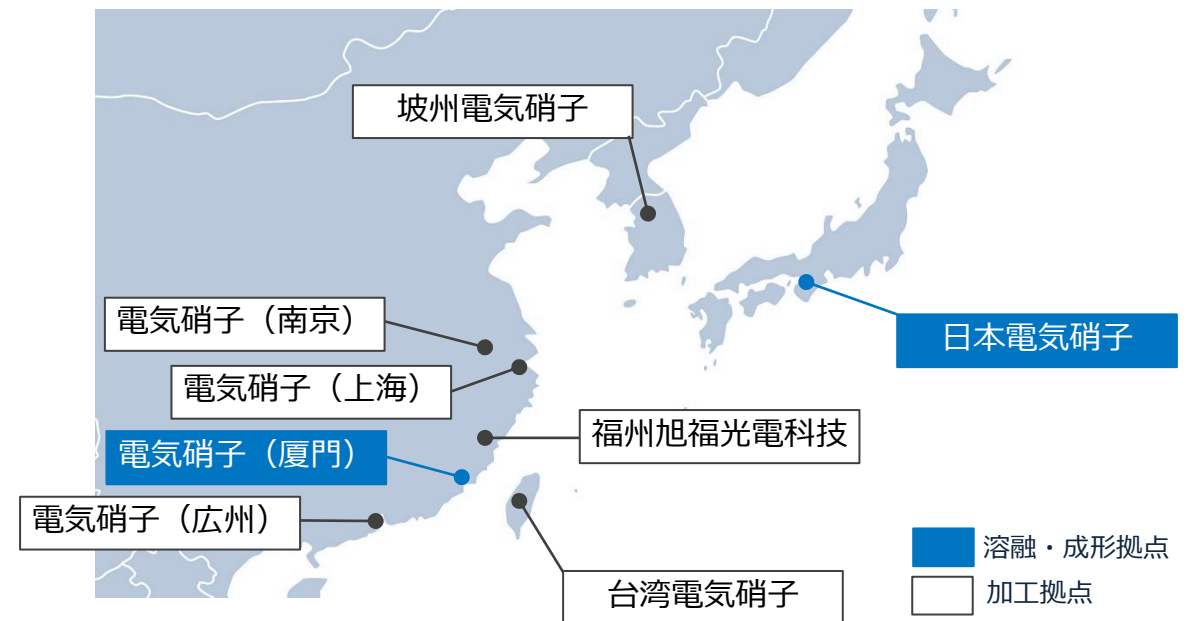 坡州電気硝子
電気硝子（南京）
日本電気硝子
電気硝子（上海）
福州旭福光電科技
電気硝子（厦門）
電気硝子（広州）
台湾電気硝子
溶融・成形拠点
加工拠点